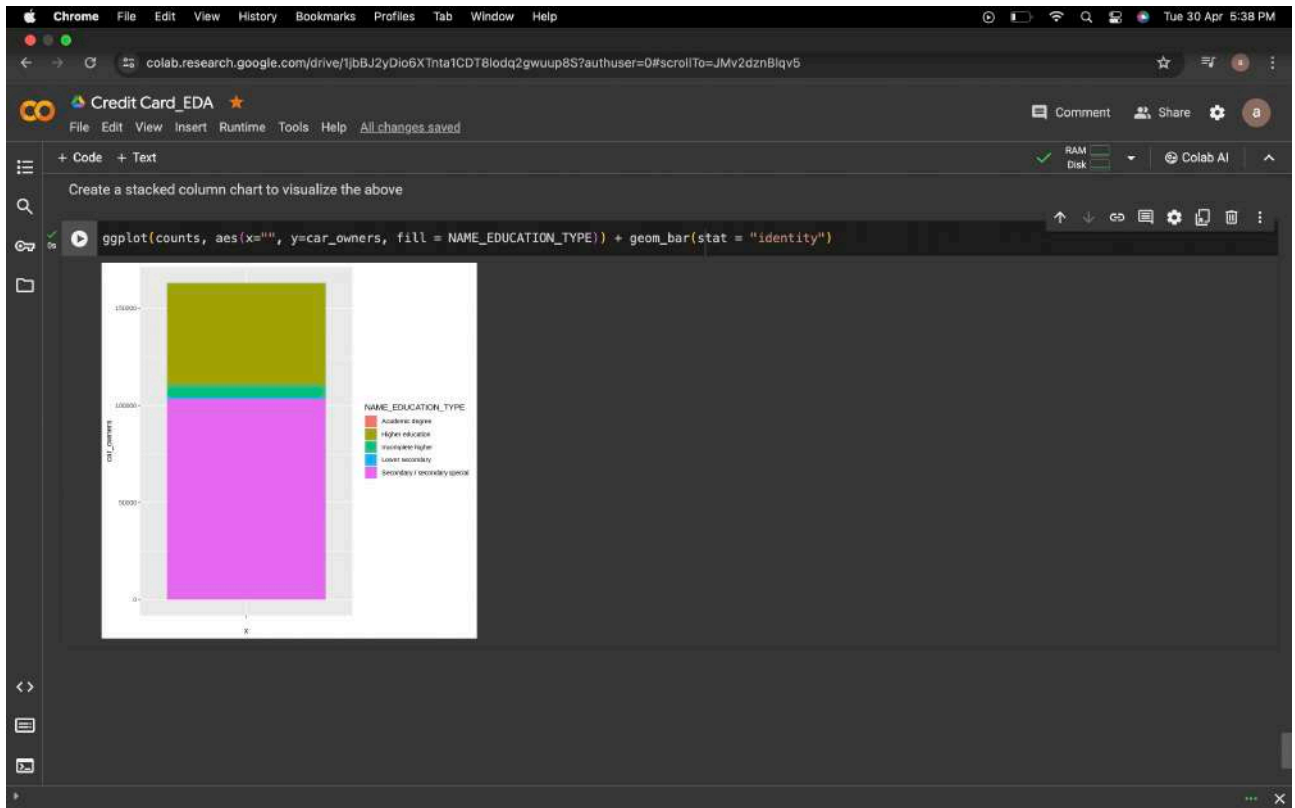 Chrome File Edit View History Bookmarks Profiles Tab Window Help Tue 30 Apr 5:38 PM
colab.research.google.com/drive/1jbBJ2yDio6XTnta1CDT8lodq2gwuup8S?authuser=0#scrollTo=JMv2dznBlqv5
CO Credit Card_EDA
File Edit View Insert Runtime Tools Help All changes saved
Comment Share a
+ Code + Text
RAM
Disk
Colab AI
Create a stacked column chart to visualize the above
0s
ggplot(counts, aes(x="", y=car_owners, fill = NAME_EDUCATION_TYPE)) + geom_bar(stat = "identity")
150000
100000
50000
0
car_owners
x
NAME_EDUCATION_TYPE
Academic degree
Higher education
Incomplete higher
Lower secondary
Secondary / secondary special